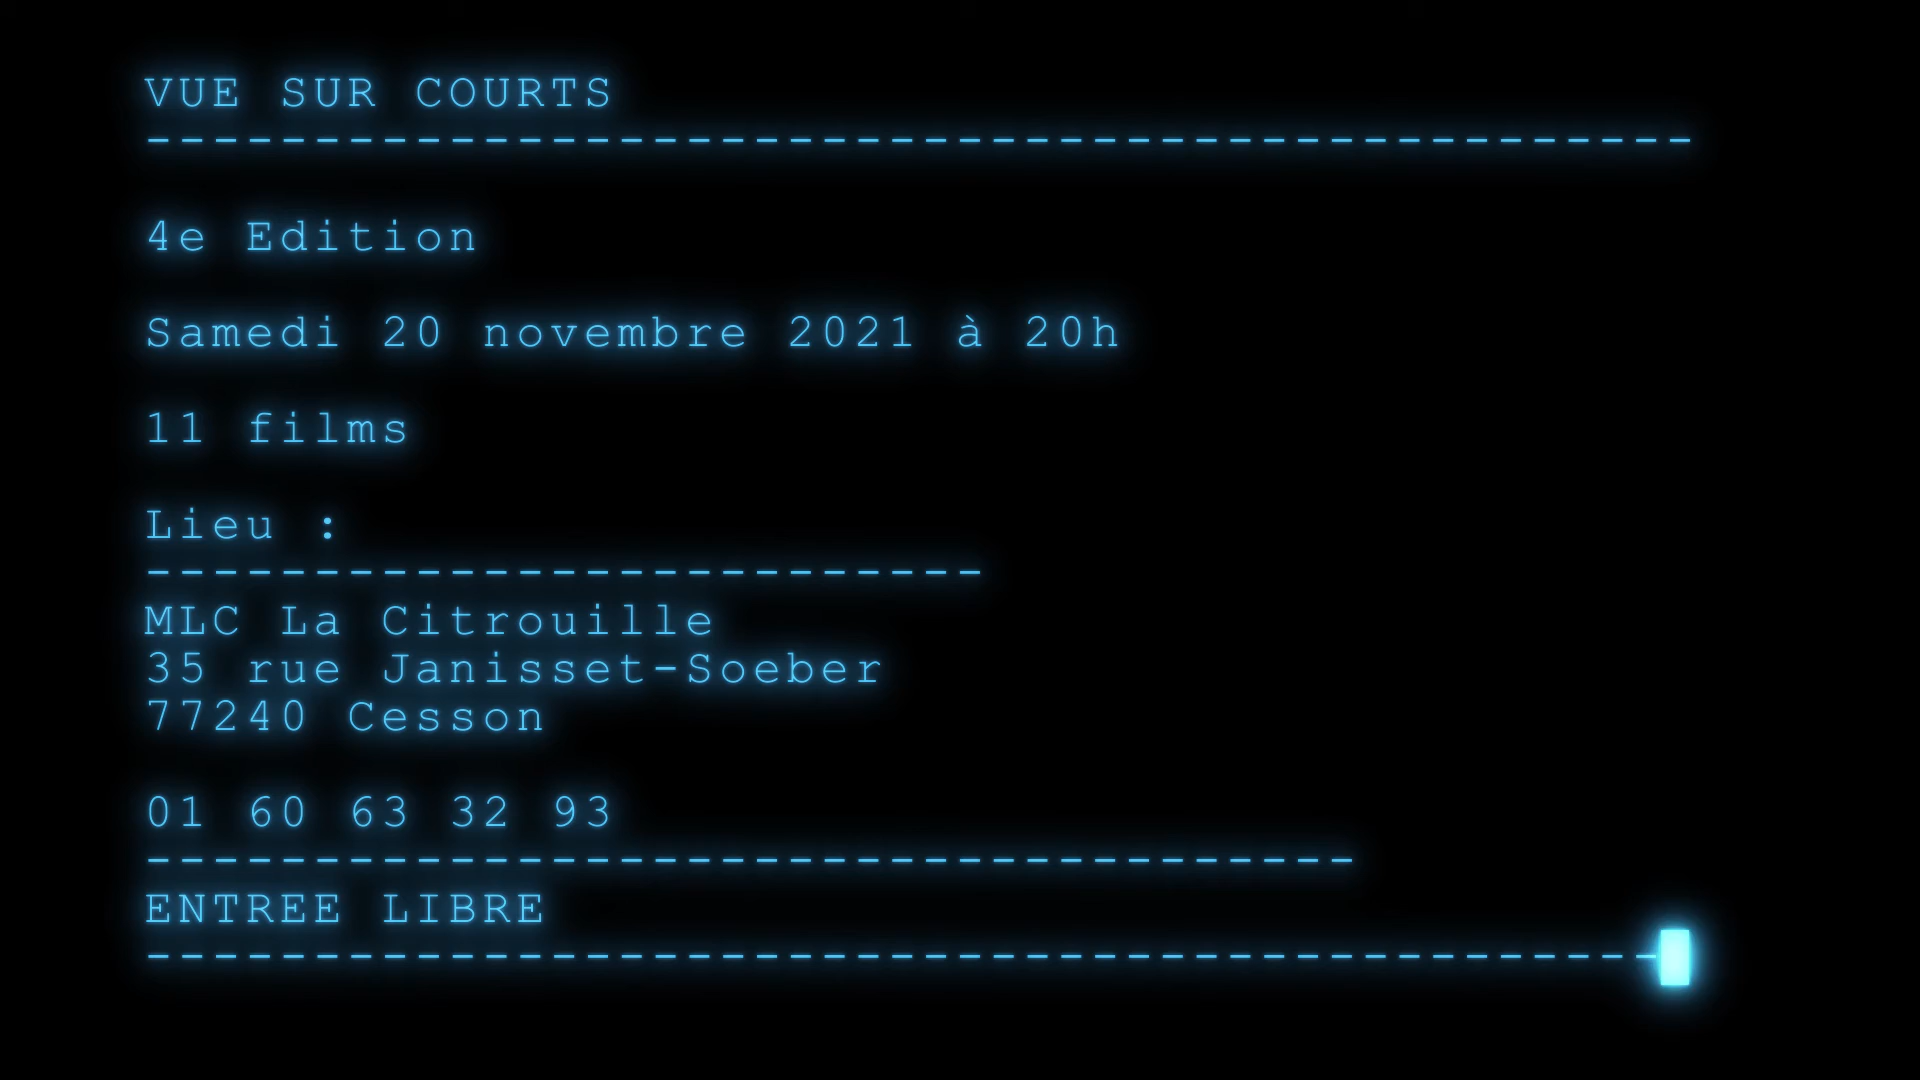 VUE SUR COURTS
----------------------------------------------
4e Edition
Samedi 20 novembre 2021 à 20h
11 films
Lieu :
-------------------------
MLC La Citrouille
35 rue Janisset-Soeber
77240 Cesson
01 60 63 32 93
------------------------------------
ENTREE LIBRE
---------------------------------------------